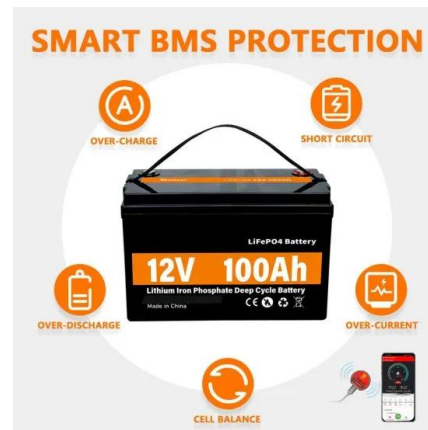 SMART BMS PROTECTION
OVER-CHARGE
SHORT CIRCUIT
LiFePO4 Battery
12V 100Ah
Lithium Iron Phosphate Deep Cycle Battery
Made in China
CE
OVER-DISCHARGE
OVER-CURRENT
CELL BALANCE